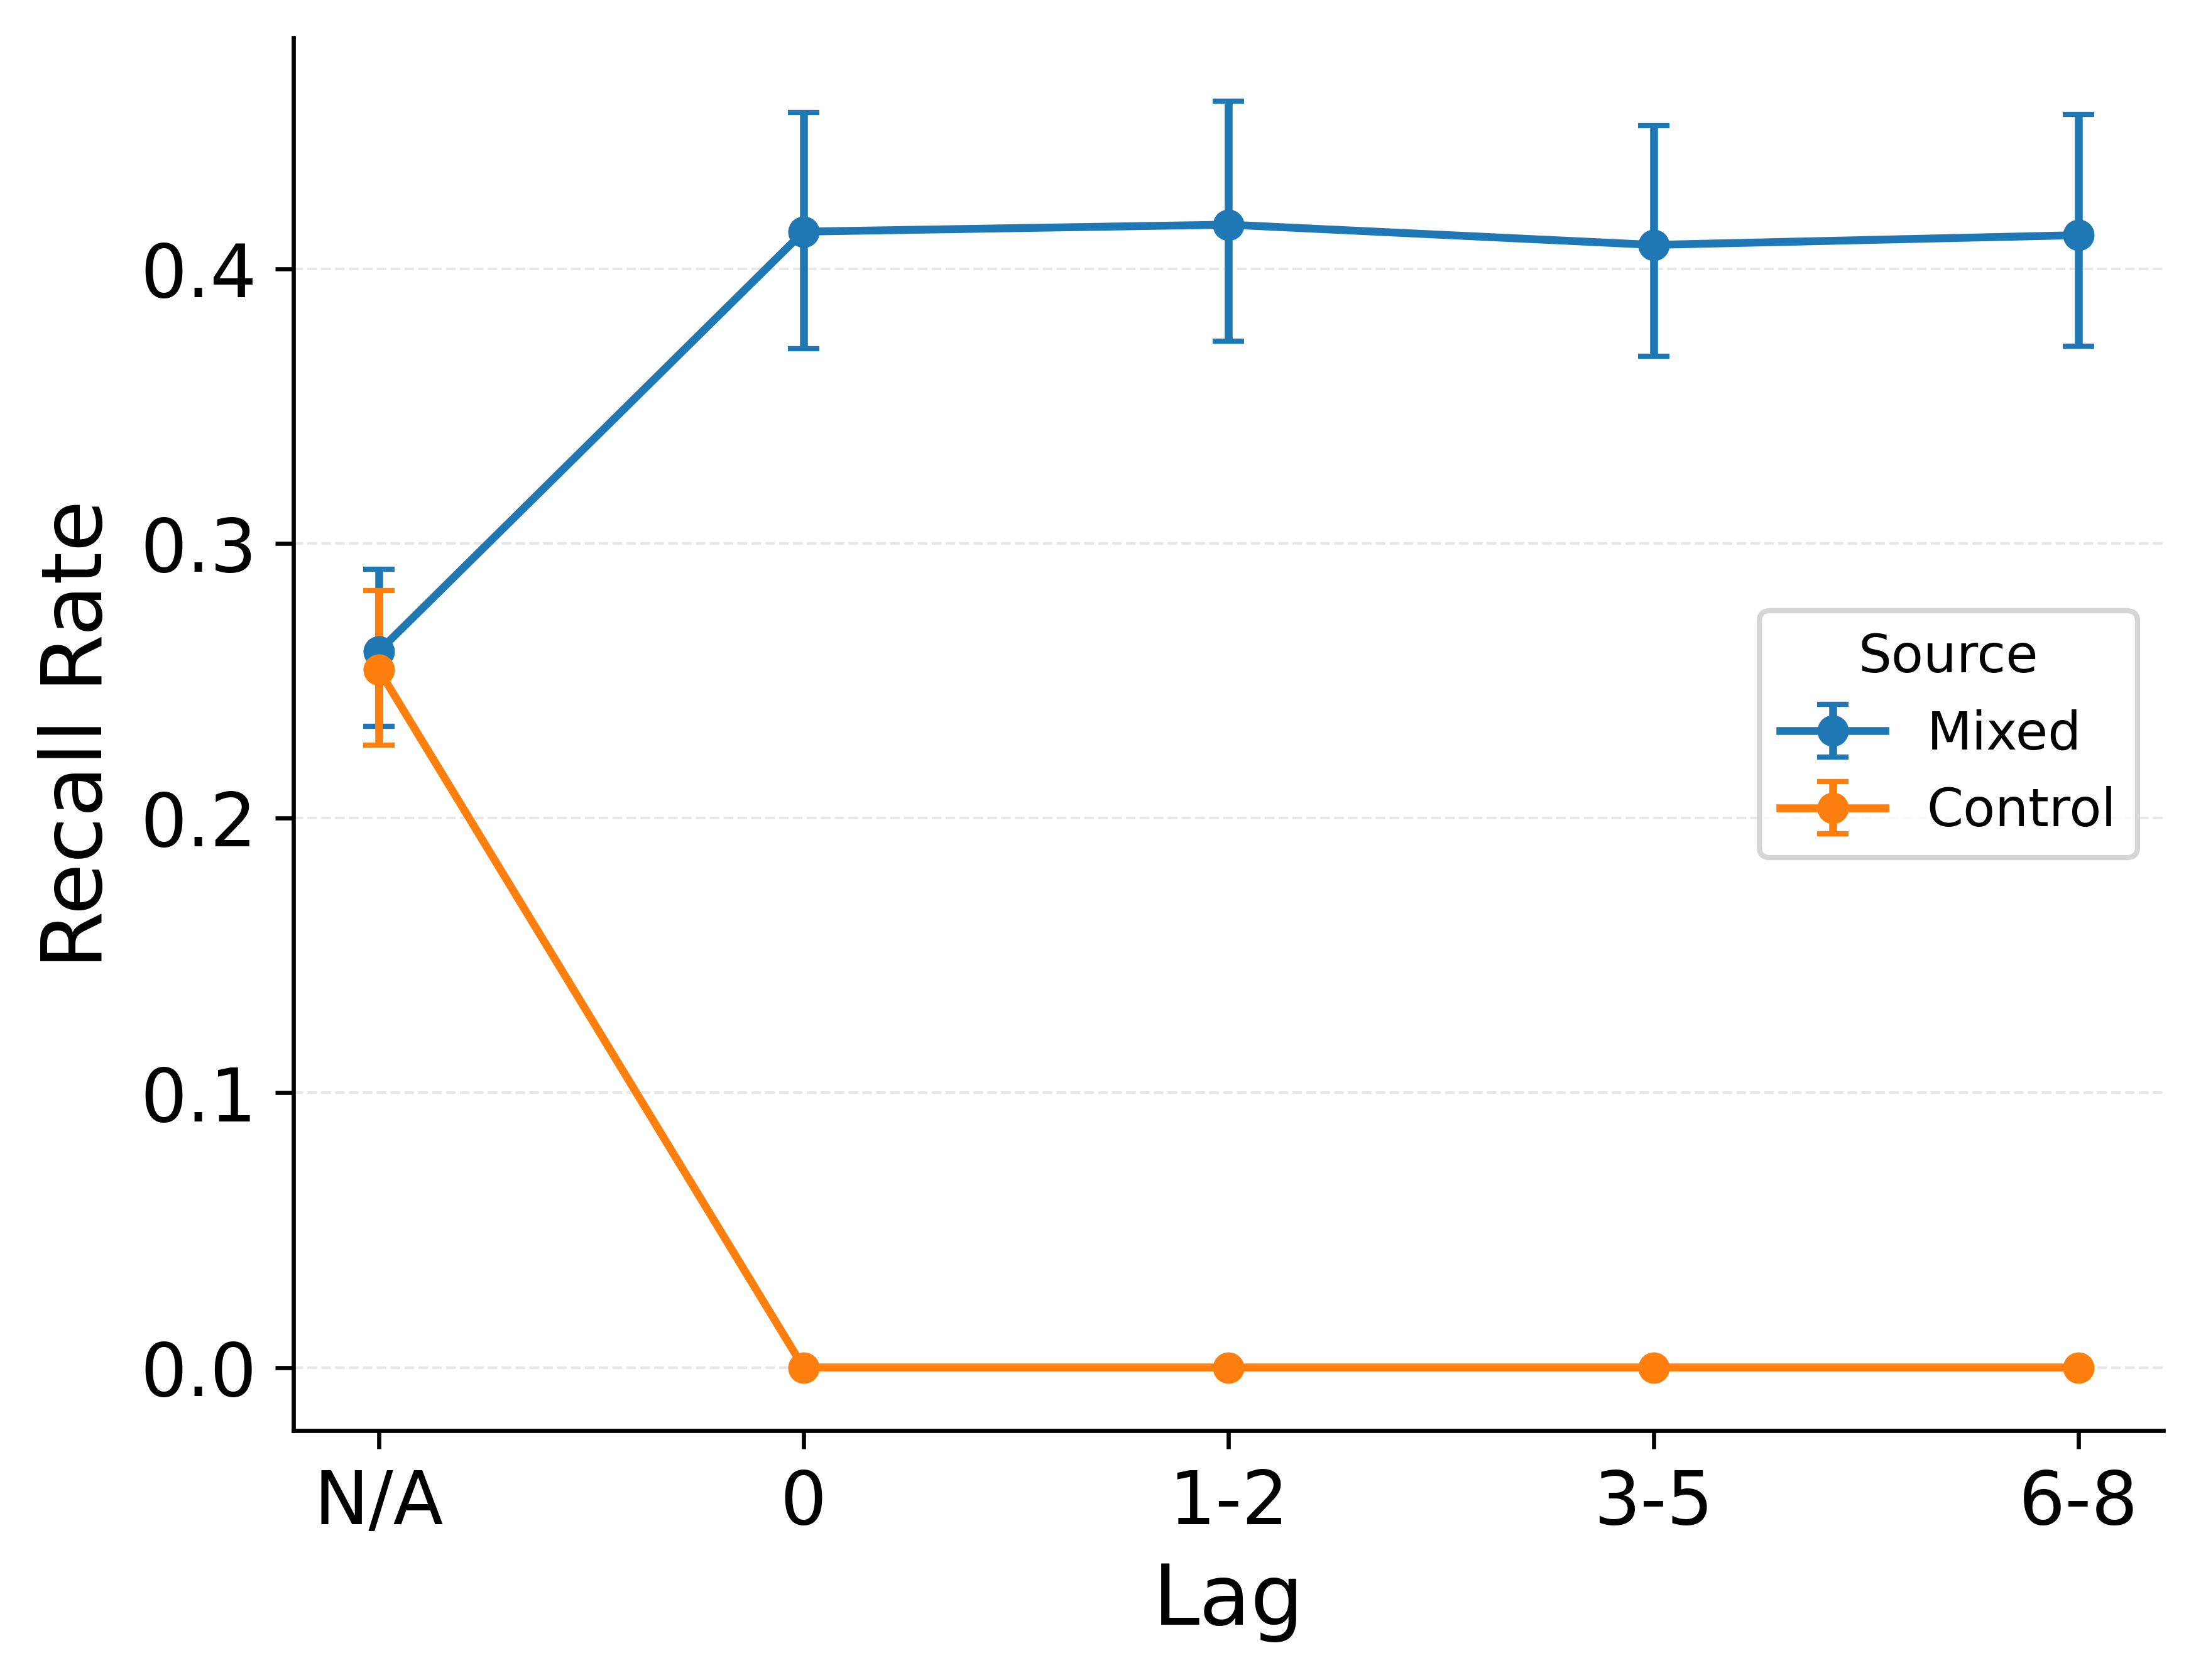 Recall Rate
0.4
0.3
0.2
0.1
0.0
Source
Mixed
Control
N/A 0 1-2 3-5 6-8
Lag